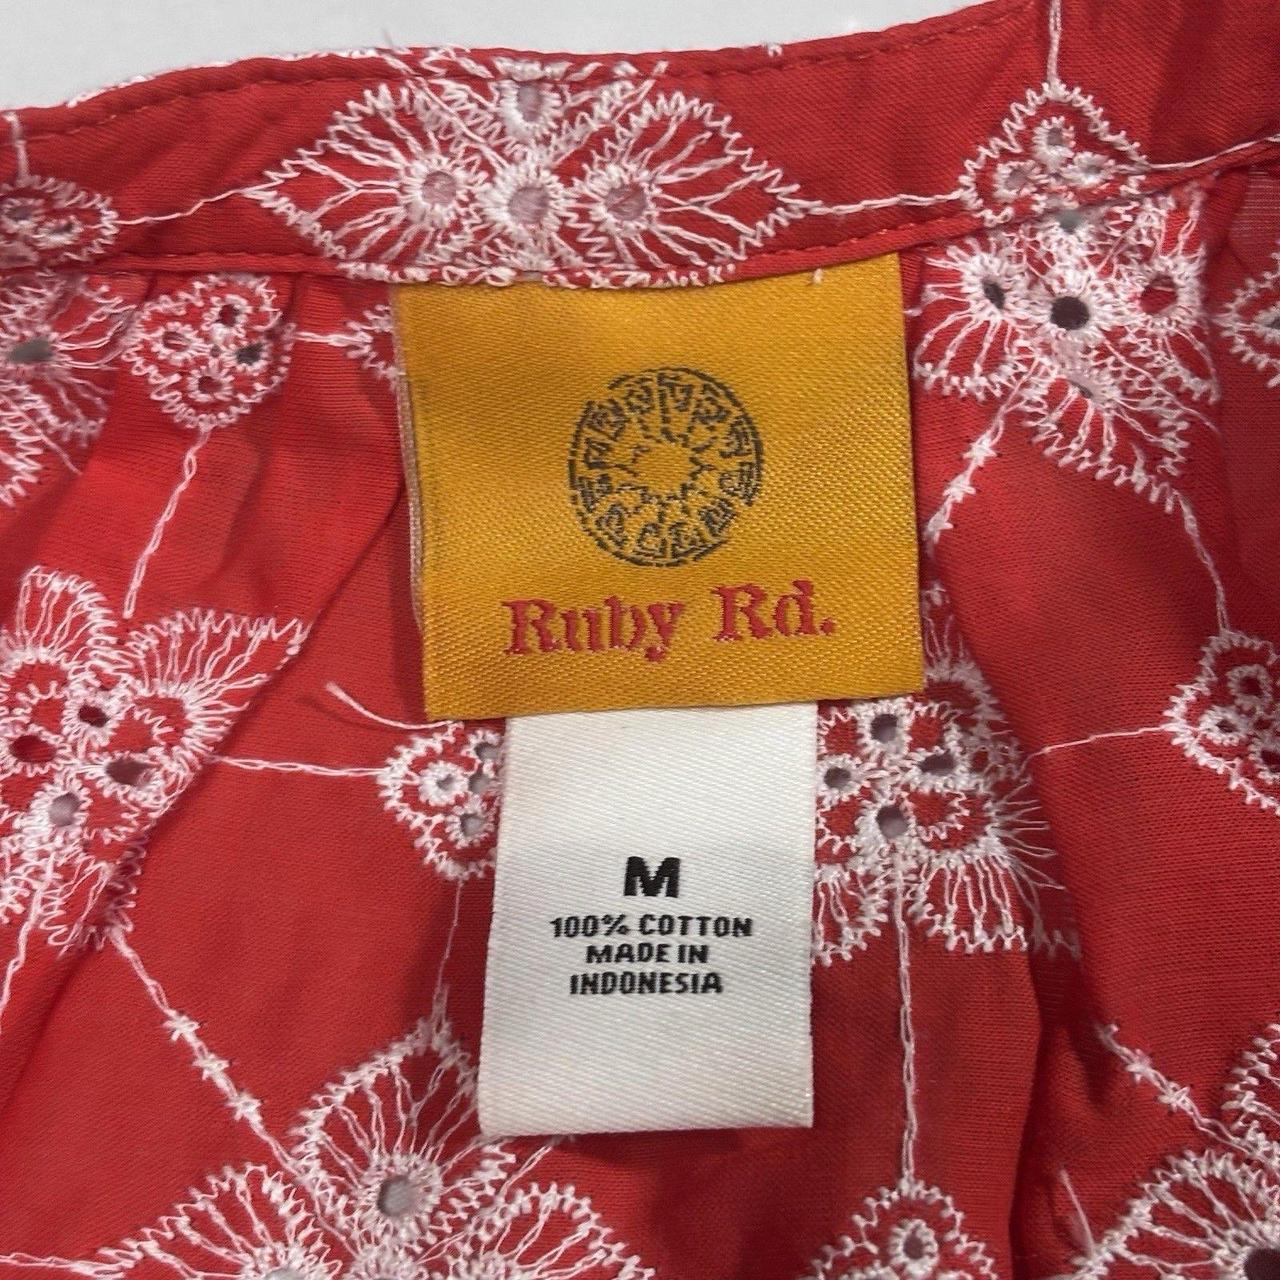 Ruby Rd.
M
100% COTTON
MADE IN
INDONESIA